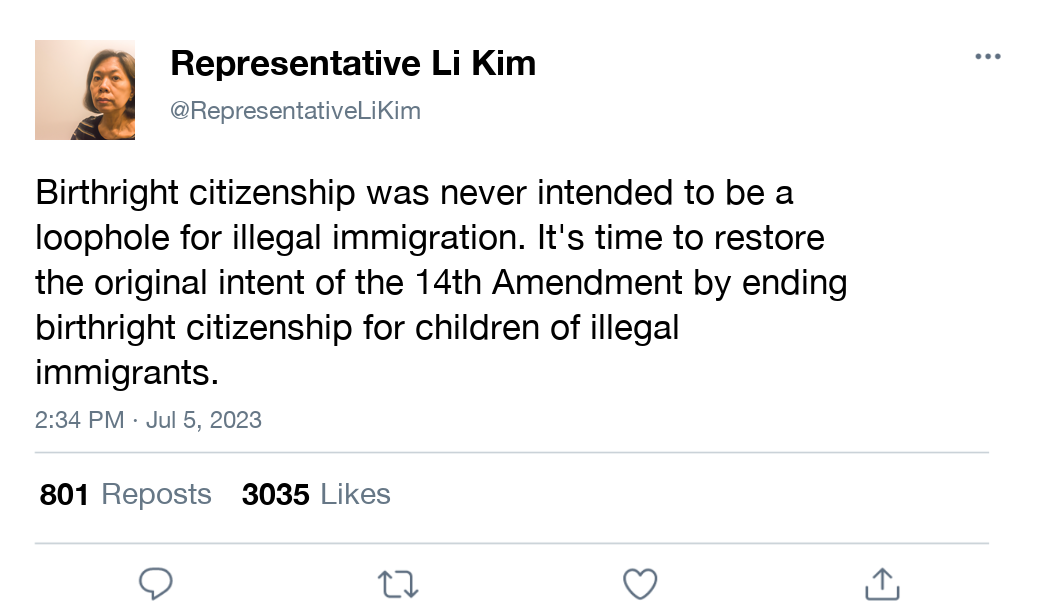 Representative Li Kim
@RepresentativeLiKim
Birthright citizenship was never intended to be a
loophole for illegal immigration. It's time to restore
the original intent of the 14th Amendment by ending
birthright citizenship for children of illegal
immigrants.
2:34 PM · Jul 5, 2023
801 Reposts 3035 Likes